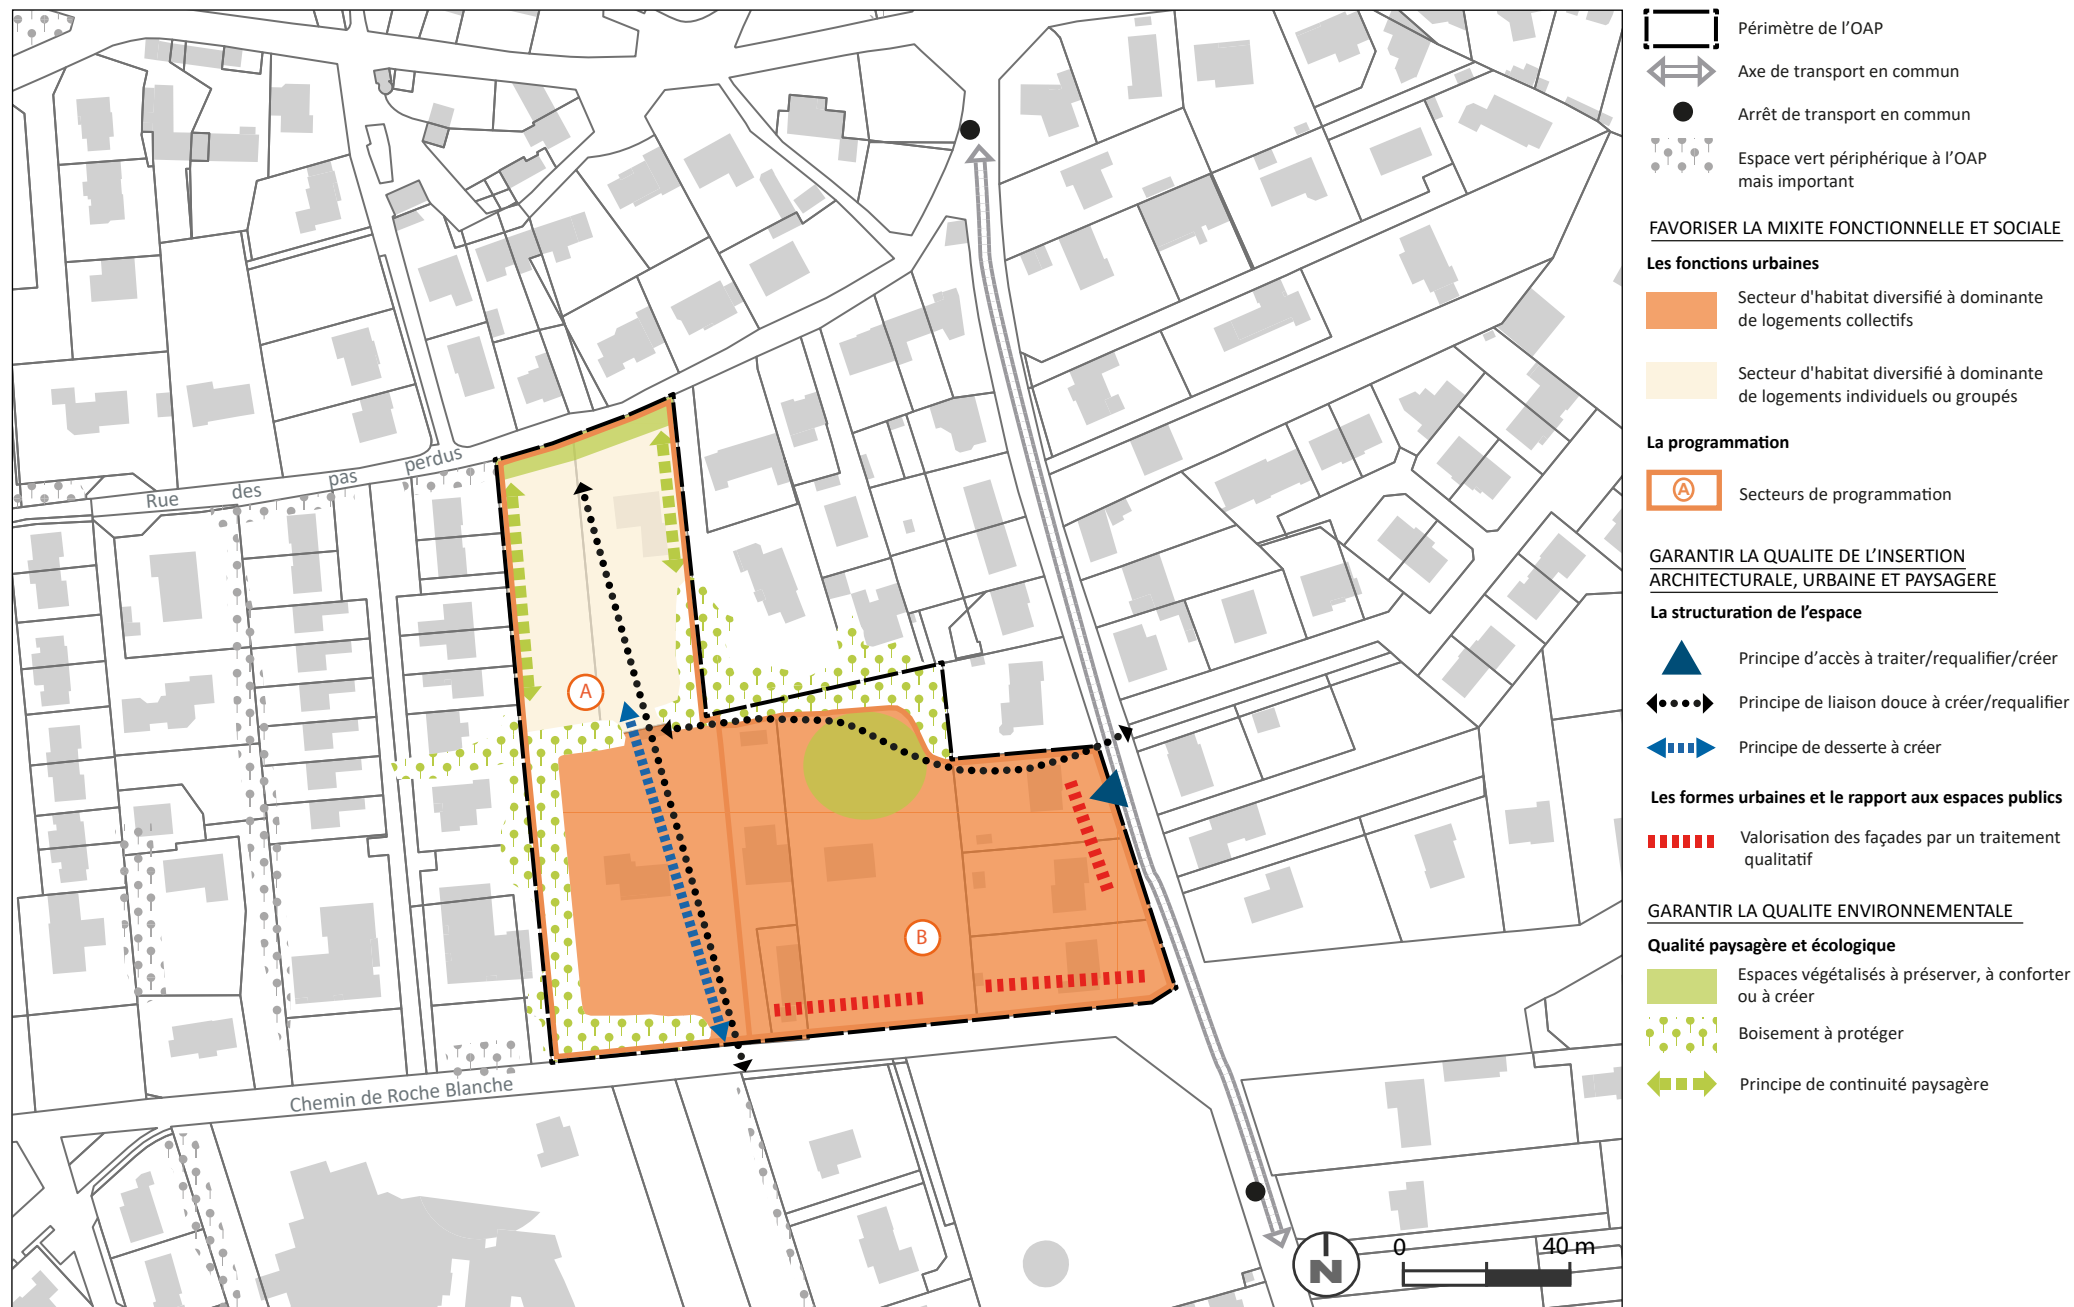 Rue des pas perdus
Chemin de Roche Blanche
A
B
N
0 40 m
Périmètre de l’OAP
Axe de transport en commun
Arrêt de transport en commun
Espace vert périphérique à l’OAP
mais important
FAVORISER LA MIXITE FONCTIONNELLE ET SOCIALE
Les fonctions urbaines
Secteur d'habitat diversifié à dominante
de logements collectifs
Secteur d'habitat diversifié à dominante
de logements individuels ou groupés
La programmation
A
Secteurs de programmation
GARANTIR LA QUALITE DE L’INSERTION
ARCHITECTURALE, URBAINE ET PAYSAGERE
La structuration de l’espace
Principe d’accès à traiter/requalifier/créer
Principe de liaison douce à créer/requalifier
Principe de desserte à créer
Les formes urbaines et le rapport aux espaces publics
Valorisation des façades par un traitement
qualitatif
GARANTIR LA QUALITE ENVIRONNEMENTALE
Qualité paysagère et écologique
Espaces végétalisés à préserver, à conforter
ou à créer
Boisement à protéger
Principe de continuité paysagère